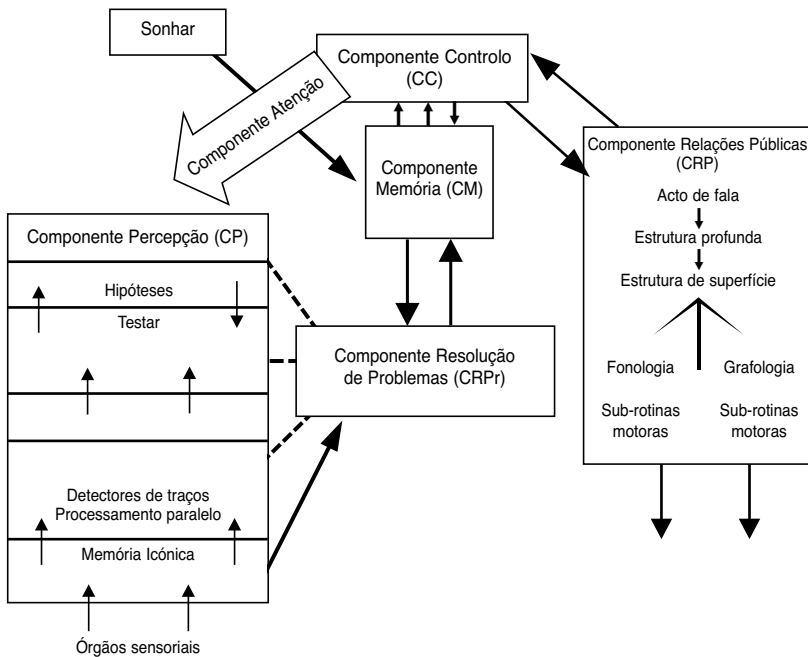 Sonhar
Componente Controlo
(CC)
Componente Atenção
Componente
Memória (CM)
Componente Relações Públicas
(CRP)
Acto de fala
Estrutura profunda
Estrutura de superfície
Fonologia
Grafologia
Sub-rotinas
motoras
Sub-rotinas
motoras
Componente Percepção (CP)
Hipóteses
Testar
Componente Resolução
de Problemas (CRPr)
Detectores de traços
Processamento paralelo
Memória Icónica
Órgãos sensoriais